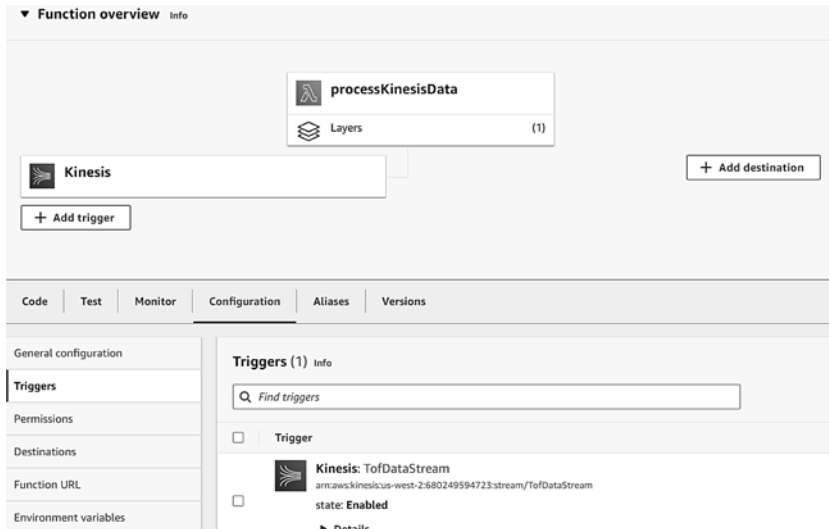 ▼ Function overview Info
processKinesisData
Layers (1)
Kinesis
+ Add destination
+ Add trigger
Code Test Monitor Configuration Aliases Versions
General configuration
Triggers
Permissions
Destinations
Function URL
Environment variables
Triggers (1) Info
Find triggers
Trigger
Kinesis: TofDataStream
arn:aws:kinesis:us-west-2:680249594723:stream/TofDataStream
state: Enabled
▶ Details